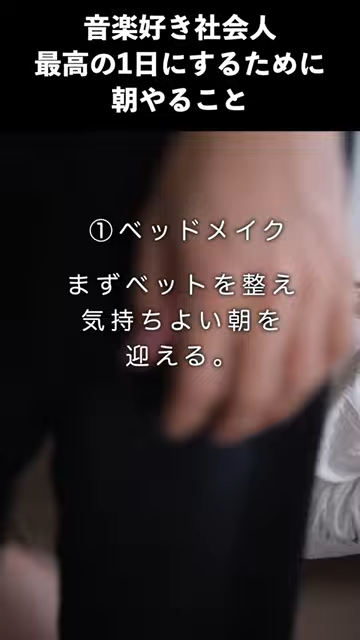 音楽好き社会人
最高の1日にするために
朝やること
①ベッドメイク
まずベットを整え
気持ちよい朝を
迎える。